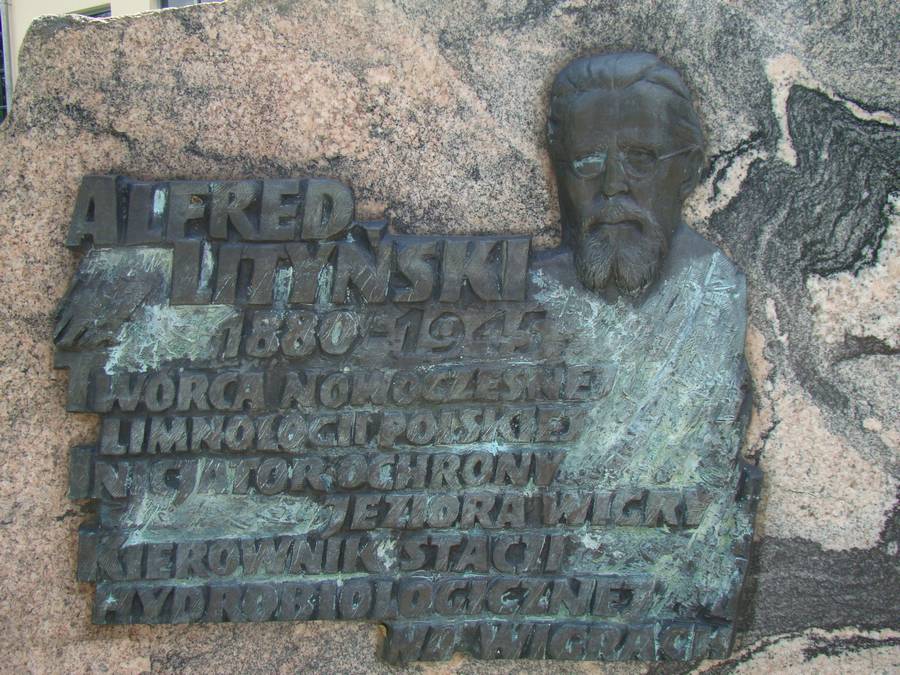 ALFRED
LITYŃSKI
1880-1945
TWÓRCA NOWOCZESNEJ
LIMNOLOGII POLSKIEJ
INICJATOR OCHRONY
JEZIORA WIGRY
KIEROWNIK STACJI
HYDROBIOLOGICZNEJ
NA WIGRACH